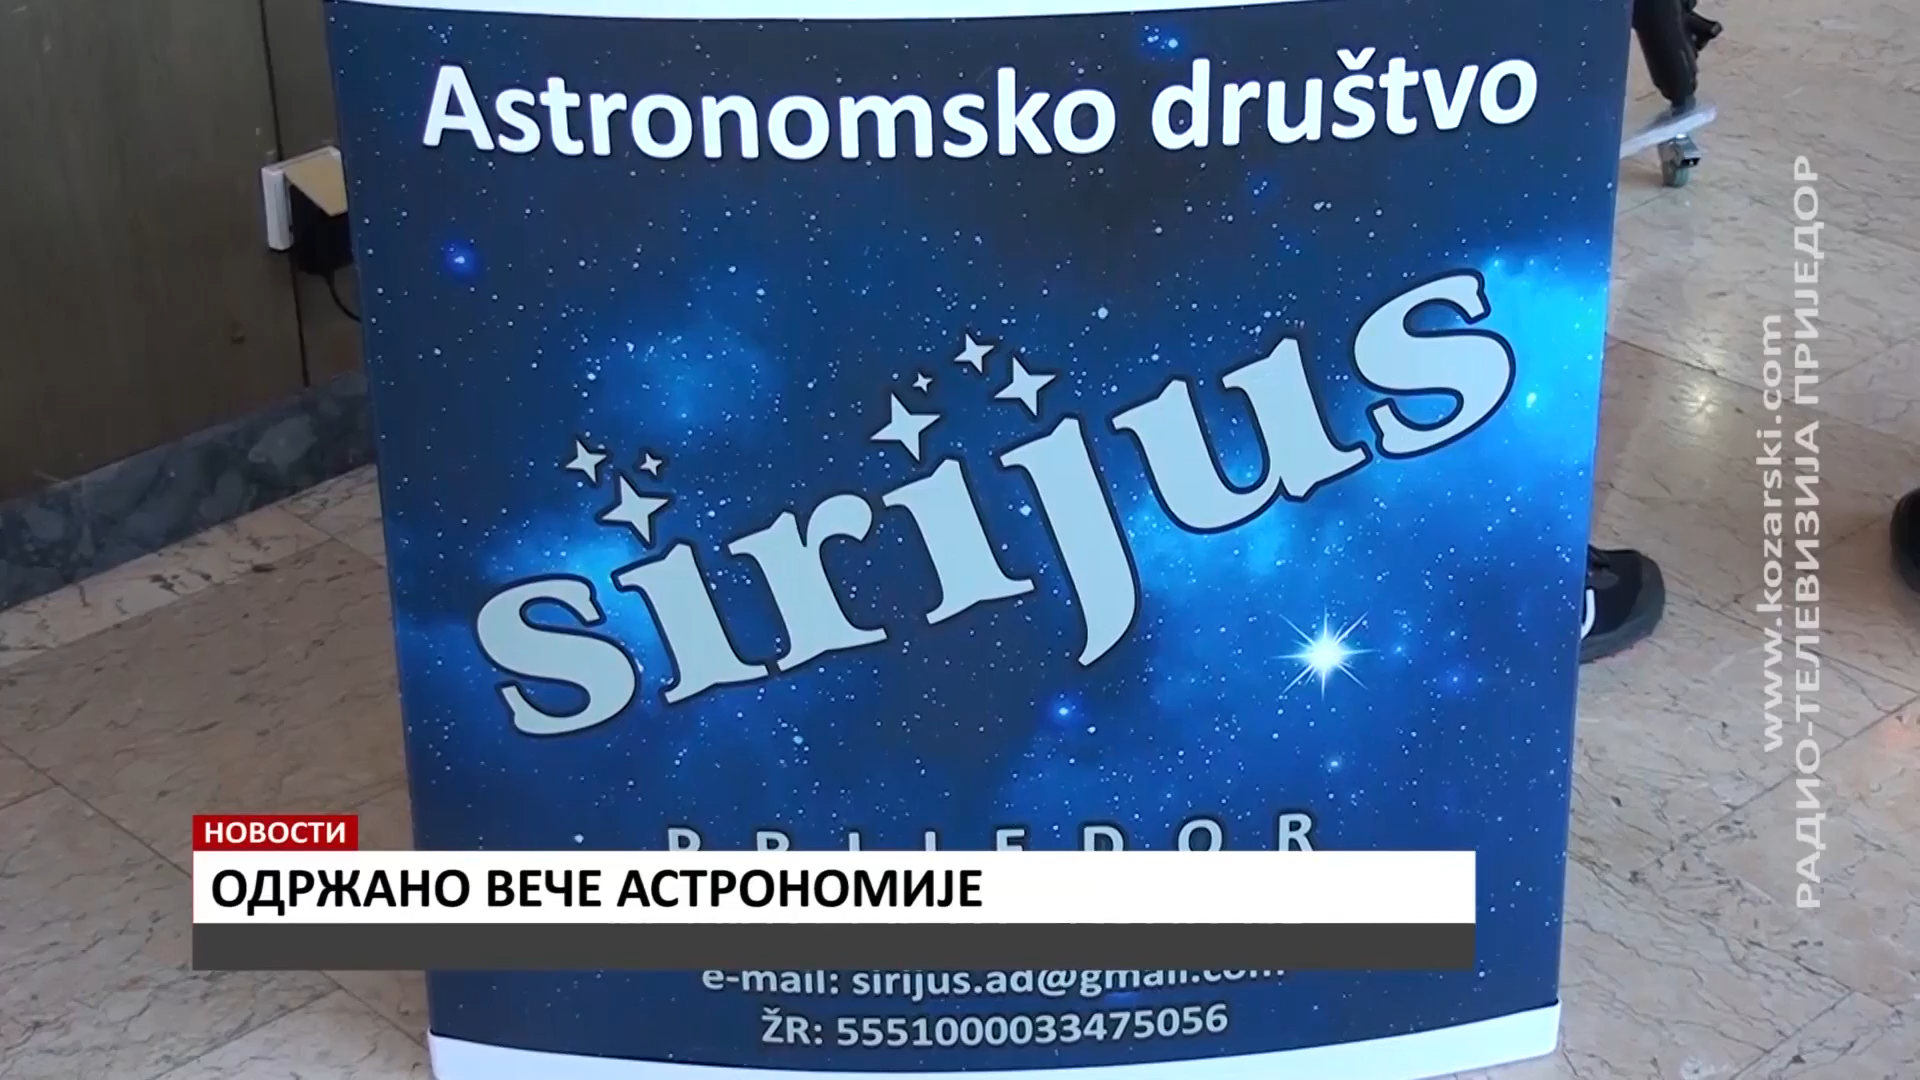 Astronomsko društvo
sirijus
PRIJEDOR
НОВОСТИ
ОДРЖАНО ВЕЧЕ АСТРОНОМИЈЕ
e-mail: sirijus.ad@gmail.com
ŽR: 5551000033475056
www.kozarski.com
РАДИО-ТЕЛЕВИЗИЈА ПРИЈЕДОР